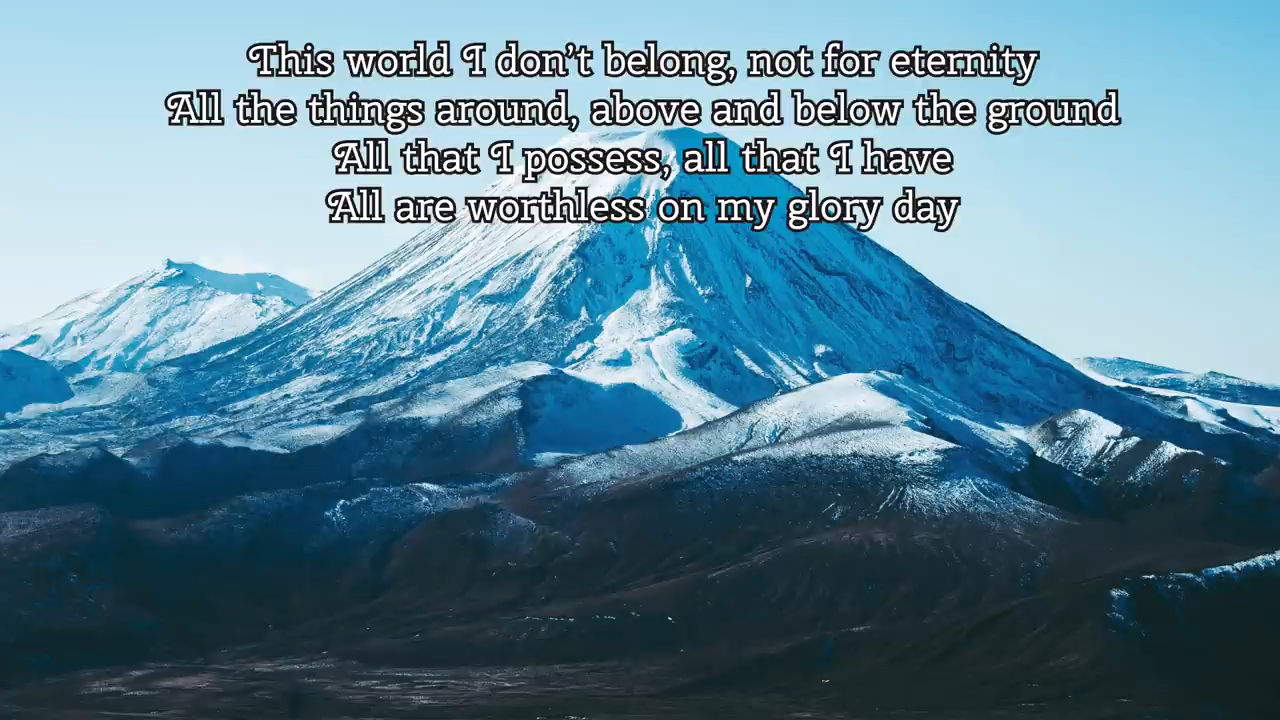 This world I don't belong, not for eternity
All the things around, above and below the ground
All that I possess, all that I have
All are worthless on my glory day